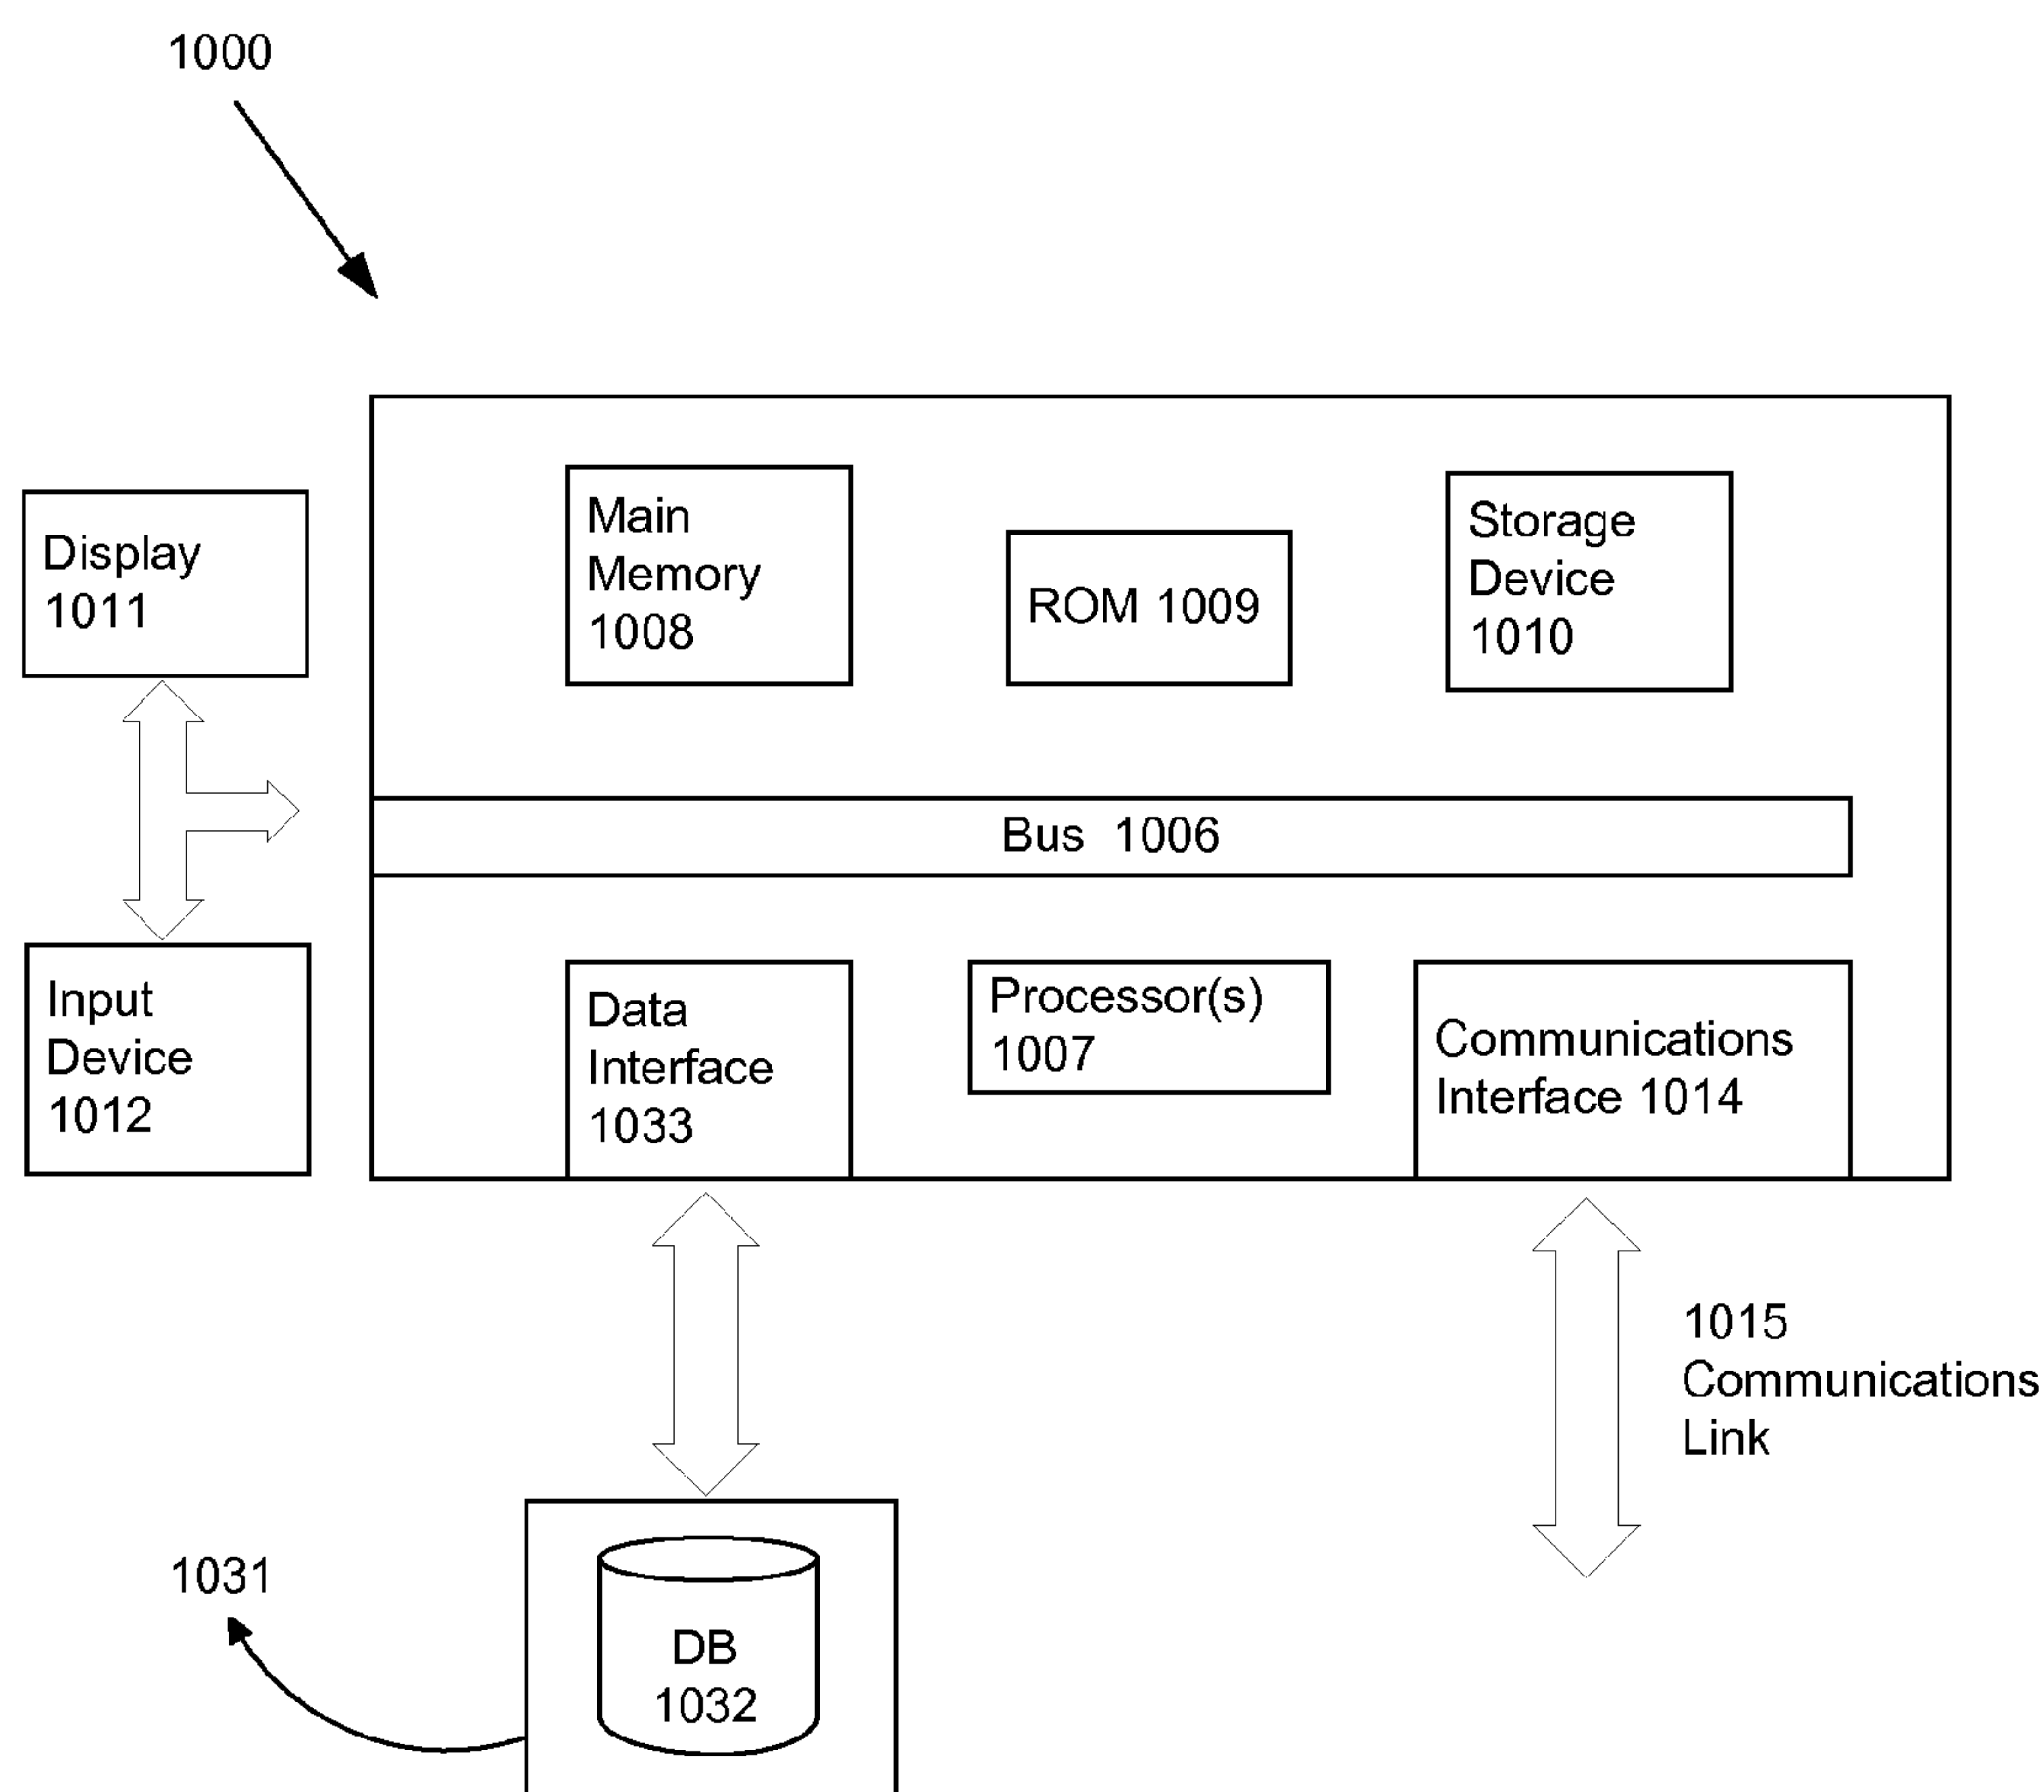 1000
Display
1011
Main
Memory
1008
ROM 1009
Storage
Device
1010
Bus 1006
Input
Device
1012
Data
Interface
1033
Processor(s)
1007
Communications
Interface 1014
1015
Communications
Link
1031
DB
1032